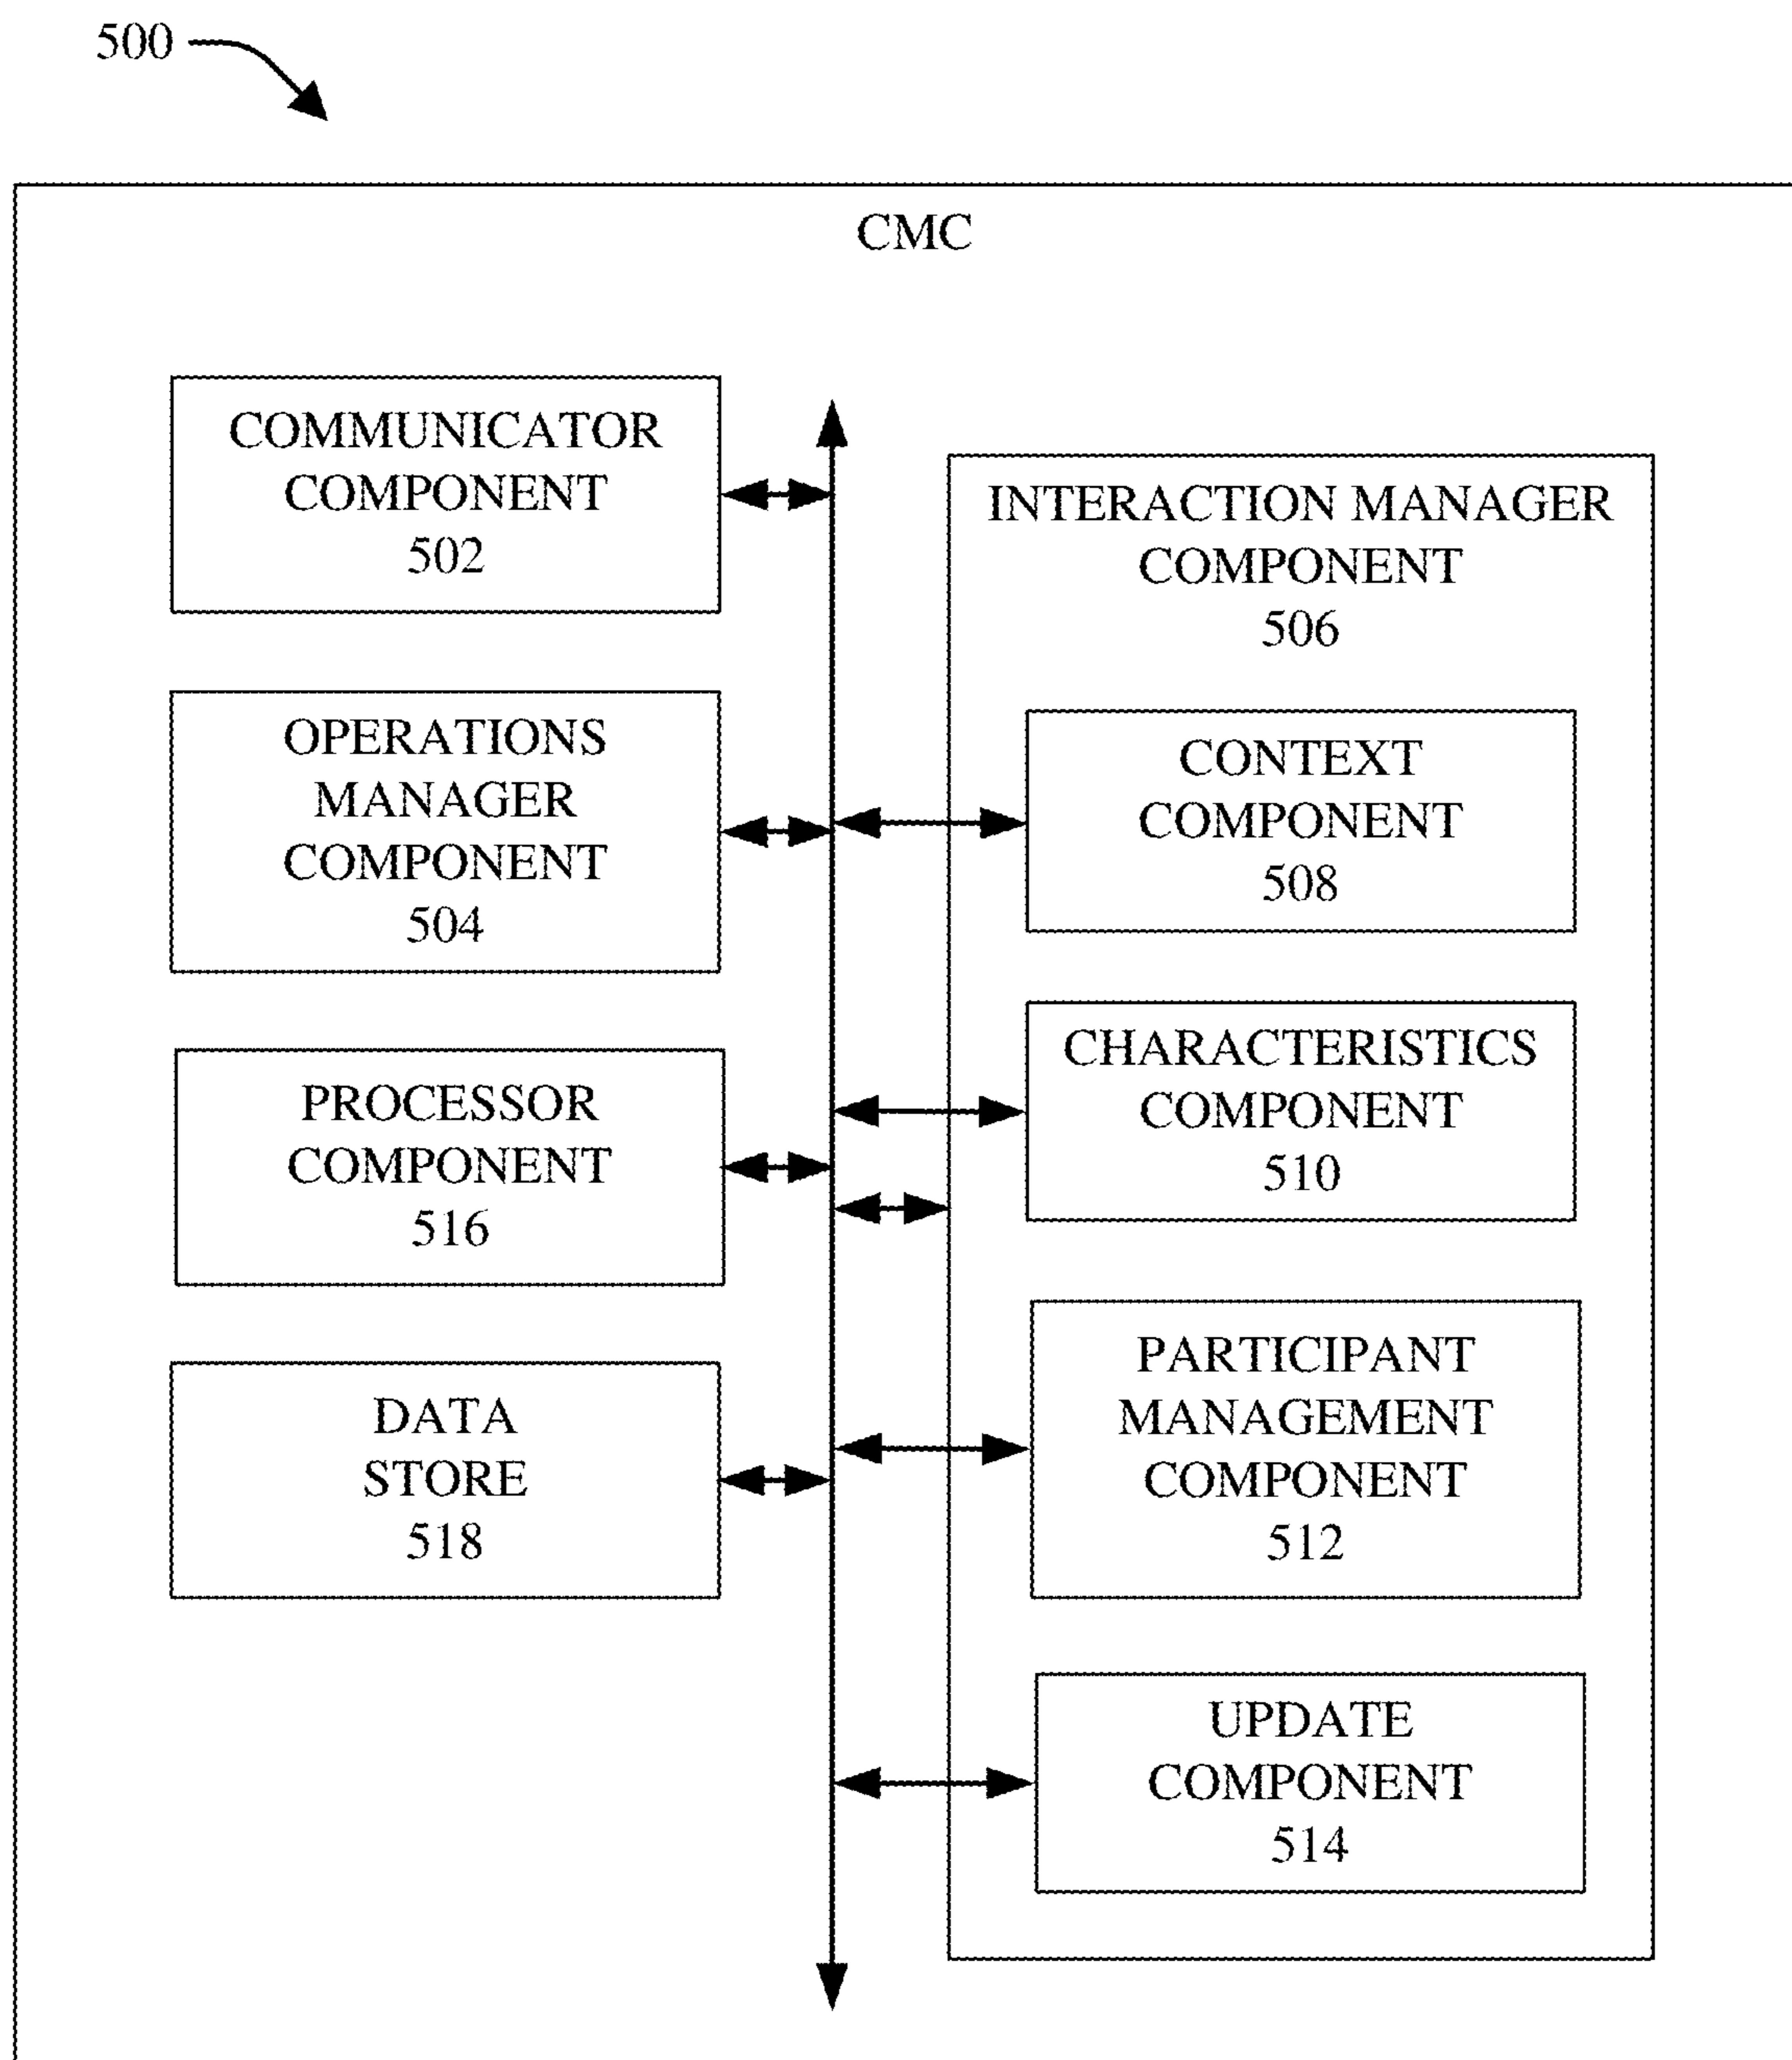 500
CMC
COMMUNICATOR
COMPONENT
502
OPERATIONS
MANAGER
COMPONENT
504
PROCESSOR
COMPONENT
516
DATA
STORE
518
INTERACTION MANAGER
COMPONENT
506
CONTEXT
COMPONENT
508
CHARACTERISTICS
COMPONENT
510
PARTICIPANT
MANAGEMENT
COMPONENT
512
UPDATE
COMPONENT
514